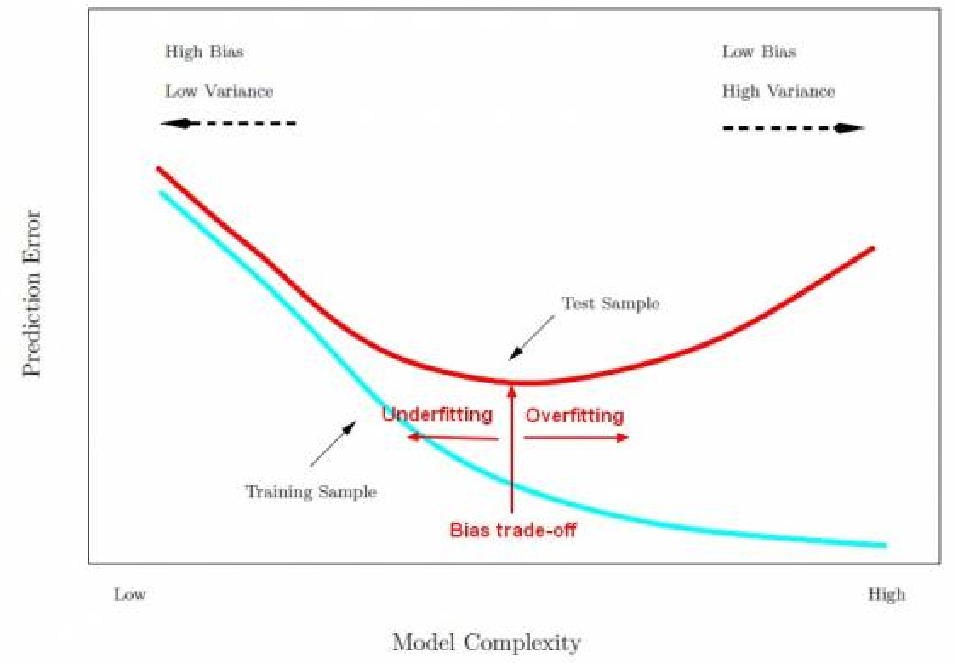 High Bias
Low Variance
Low Bias
High Variance
Prediction Error
Test Sample
Underfitting
Overfitting
Training Sample
Bias trade-off
Low
High
Model Complexity